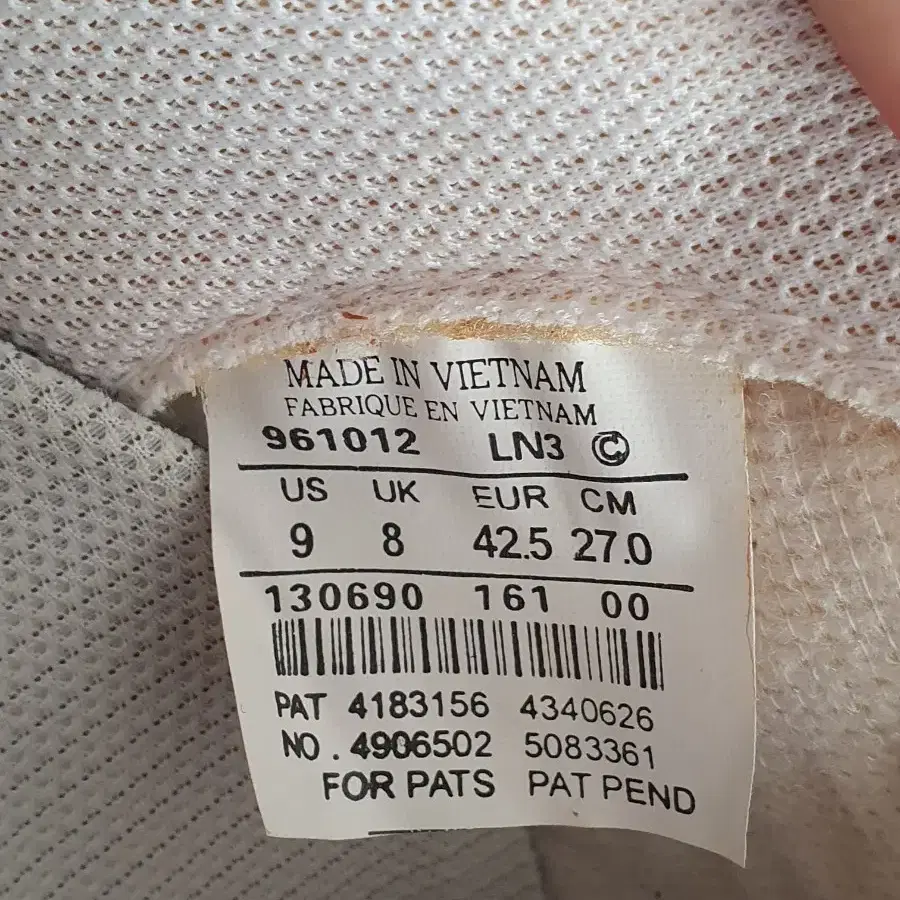 MADE IN VIETNAM
FABRIQUE EN VIETNAM
961012 LN3 ©
US UK EUR CM
9 8 42.5 27.0
130690 161 00
PAT 4183156 4340626
NO . 4906502 5083361
FOR PATS PAT PEND